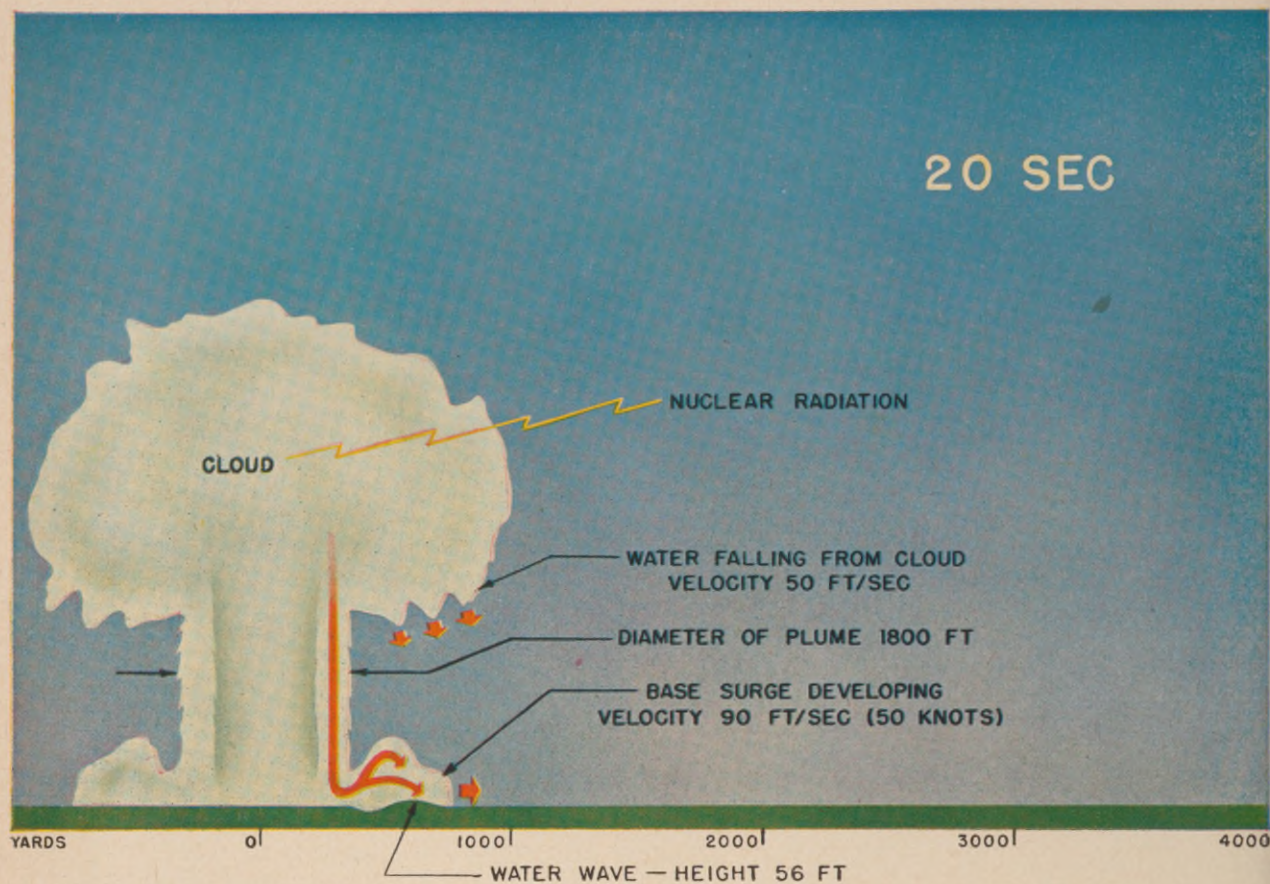 20 SEC
NUCLEAR RADIATION
CLOUD
WATER FALLING FROM CLOUD
VELOCITY 50 FT/SEC
DIAMETER OF PLUME 1800 FT
BASE SURGE DEVELOPING
VELOCITY 90 FT/SEC (50 KNOTS)
YARDS 0 1000 2000 3000 4000
WATER WAVE — HEIGHT 56 FT